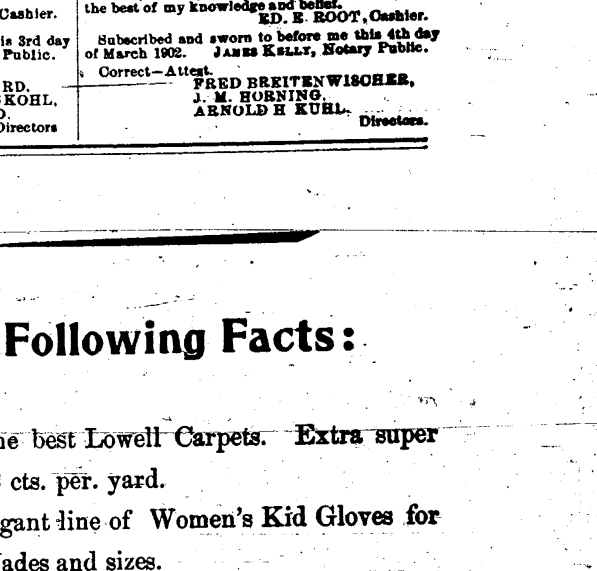 Cashier.
is 3rd day
Public.
RD.
KOHL,
Directors
the best of my knowledge and belief.
ED. E. ROOT, Cashier.
Subscribed and sworn to before me this 4th day
of March 1902. JAMES KELLY, Notary Public.
Correct—Attest.
FRED BREITENWISCHER,
J. M. HORNING.
ARNOLD H KUHL.
Directors.
Following Facts:
he best Lowell Carpets. Extra super
cts. per. yard.
gant line of Women's Kid Gloves for
ades and sizes.